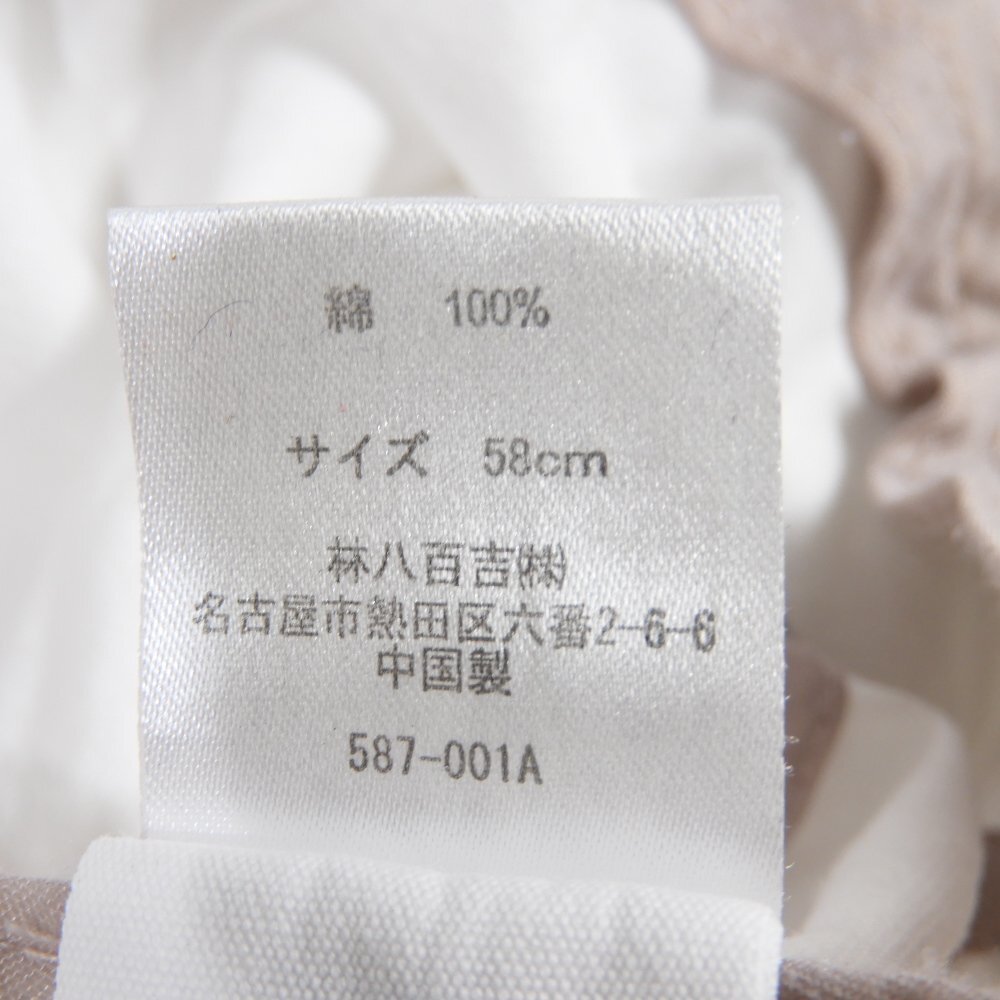 綿 100%
サイズ 58cm
林八百吉㈱
名古屋市熱田区六番2-6-6
中国製
587-001A